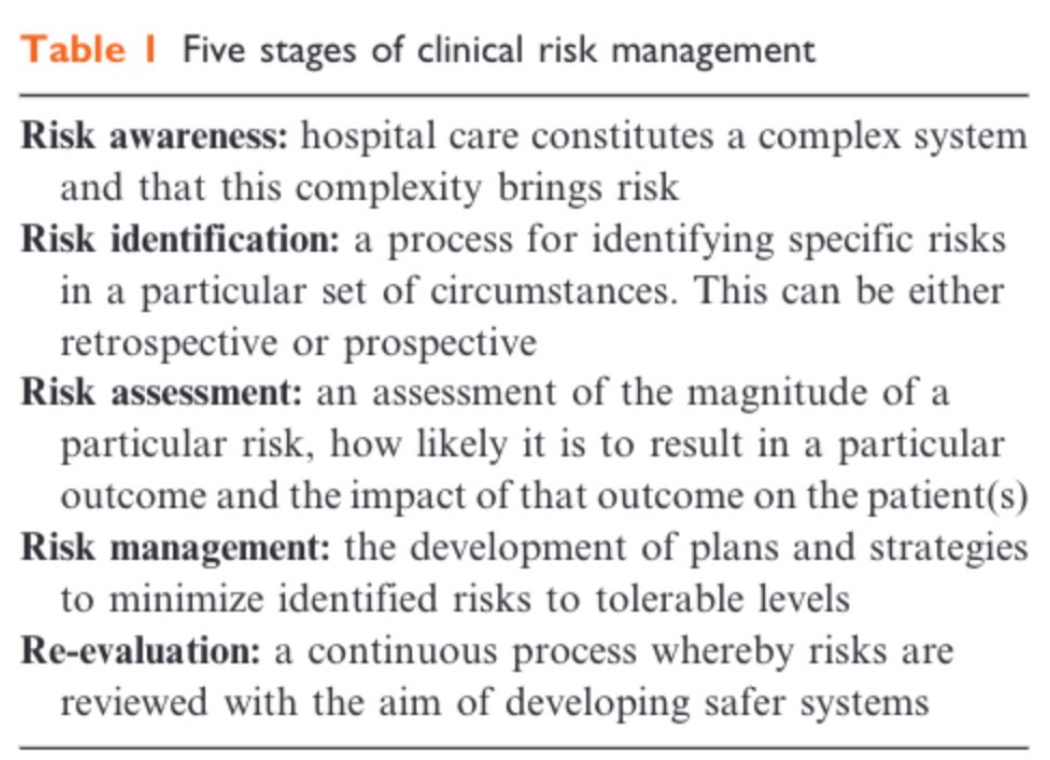 Table 1 Five stages of clinical risk management
Risk awareness: hospital care constitutes a complex system
and that this complexity brings risk
Risk identification: a process for identifying specific risks
in a particular set of circumstances. This can be either
retrospective or prospective
Risk assessment: an assessment of the magnitude of a
particular risk, how likely it is to result in a particular
outcome and the impact of that outcome on the patient(s)
Risk management: the development of plans and strategies
to minimize identified risks to tolerable levels
Re-evaluation: a continuous process whereby risks are
reviewed with the aim of developing safer systems